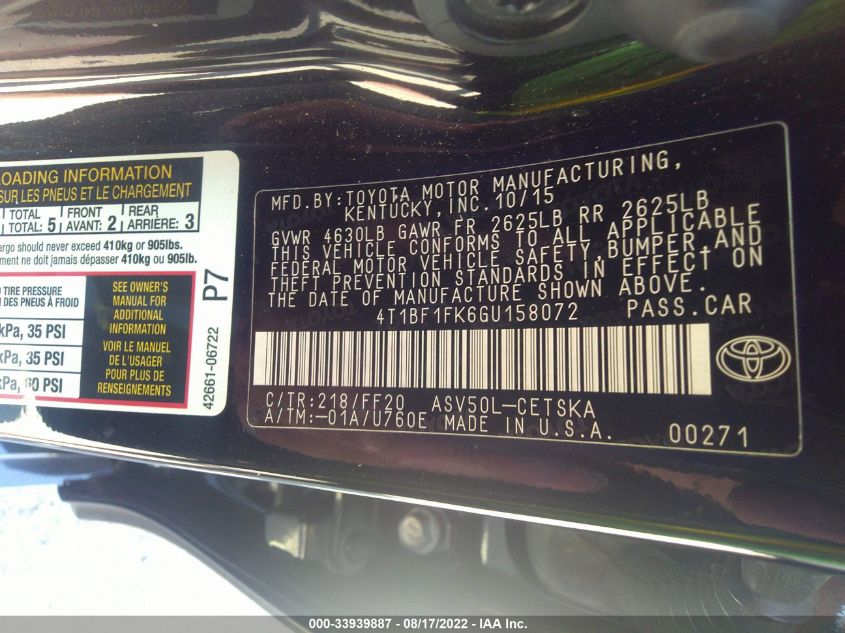 LOADING INFORMATION
SUR LES PNEUS ET LE CHARGEMENT
TOTAL 5 FRONT 2 REAR 3
TOTAL: AVANT: ARRIÈRE:
cargo should never exceed 410kg or 905lbs.
ne doit jamais dépasser 410kg ou 905lb.
TIRE PRESSURE
DES PNEUS À FROID
kPa, 35 PSI
kPa, 35 PSI
kPa, 60 PSI
SEE OWNER'S
MANUAL FOR
ADDITIONAL
INFORMATION
VOIR LE MANUEL
DE L'USAGER
POUR PLUS DE
RENSEIGNEMENTS
P7
42661-06722
MFD.BY:TOYOTA MOTOR MANUFACTURING,
KENTUCKY,INC.10/15
GVWR 4630LB GAWR FR 2625LB RR 2625LB
THIS VEHICLE CONFORMS TO ALL APPLICABLE
FEDERAL MOTOR VEHICLE SAFETY,BUMPER,AND
THEFT PREVENTION STANDARDS IN EFFECT ON
THE DATE OF MANUFACTURE SHOWN ABOVE.
4T1BF1FK6GU158072 PASS.CAR
C/TR:218/FF20 ASV50L-CETSKA
A/TM:-01A/U760E MADE IN U.S.A. 00271
000-33939887 - 08/17/2022 - IAA Inc.